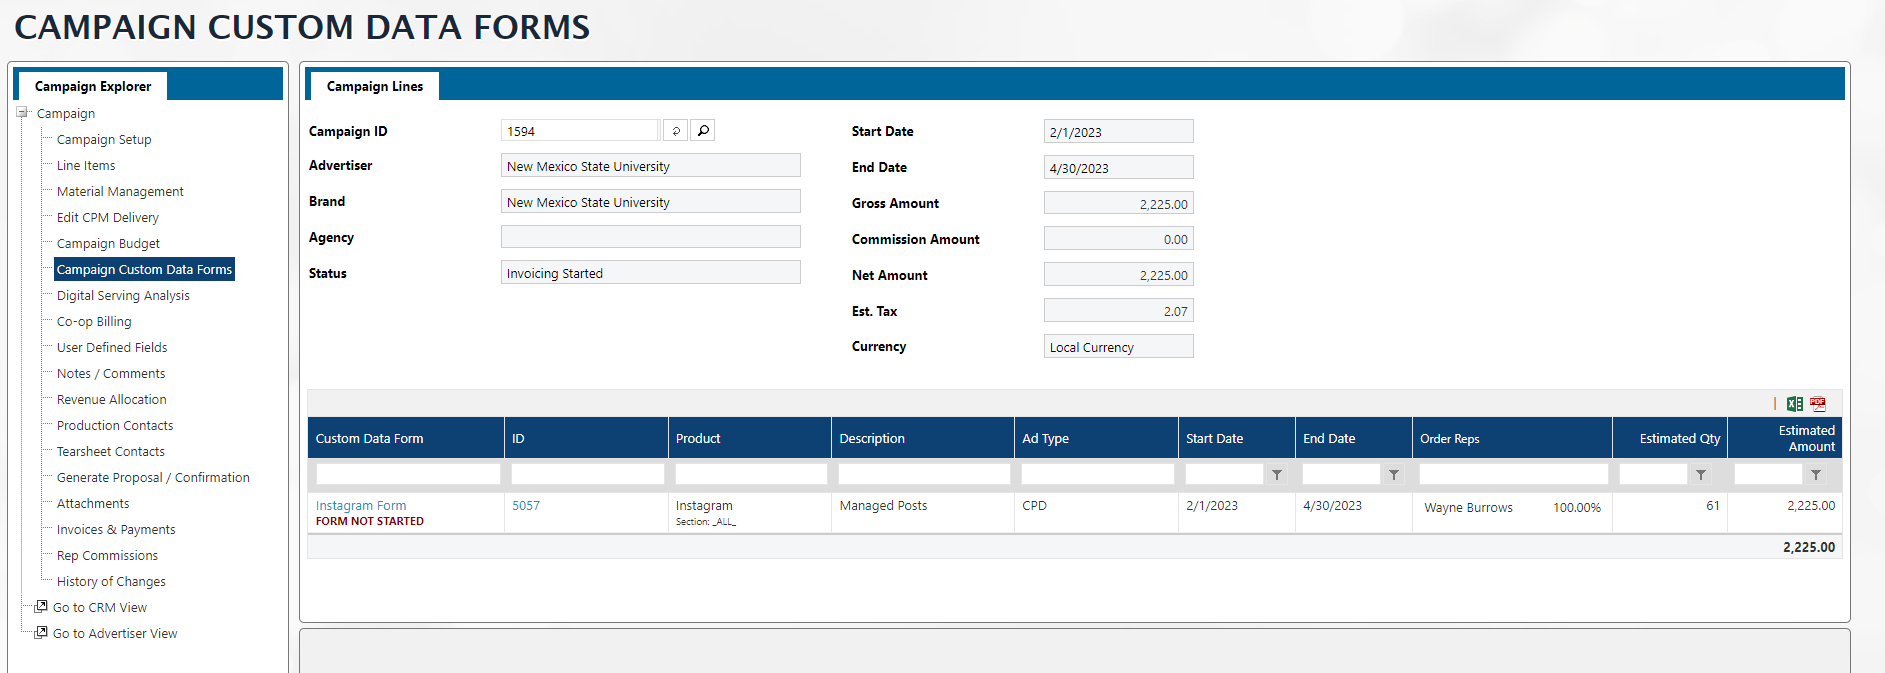 CAMPAIGN CUSTOM DATA FORMS
Campaign Explorer
Campaign
Campaign Setup
Line Items
Material Management
Edit CPM Delivery
Campaign Budget
Campaign Custom Data Forms
Digital Serving Analysis
Co-op Billing
User Defined Fields
Notes / Comments
Revenue Allocation
Production Contacts
Tearsheet Contacts
Generate Proposal / Confirmation
Attachments
Invoices & Payments
Rep Commissions
History of Changes
Go to CRM View
Go to Advertiser View
Campaign Lines
Campaign ID 1594
Advertiser New Mexico State University
Brand New Mexico State University
Agency
Status Invoicing Started
Start Date 2/1/2023
End Date 4/30/2023
Gross Amount 2,225.00
Commission Amount 0.00
Net Amount 2,225.00
Est. Tax 2.07
Currency Local Currency
PDF
Custom Data Form ID Product Description Ad Type Start Date End Date Order Reps Estimated Qty Estimated
Amount
Instagram Form 5057 Instagram Managed Posts CPD 2/1/2023 4/30/2023 Wayne Burrows 100.00% 61 2,225.00
FORM NOT STARTED Section: _ALL_
2,225.00